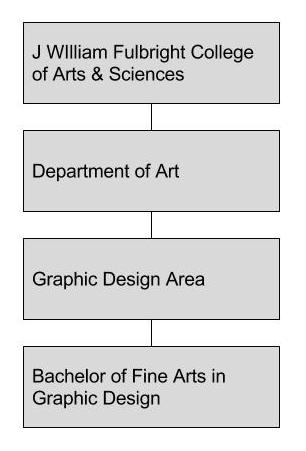 J WIlliam Fulbright College
of Arts & Sciences
Department of Art
Graphic Design Area
Bachelor of Fine Arts in
Graphic Design